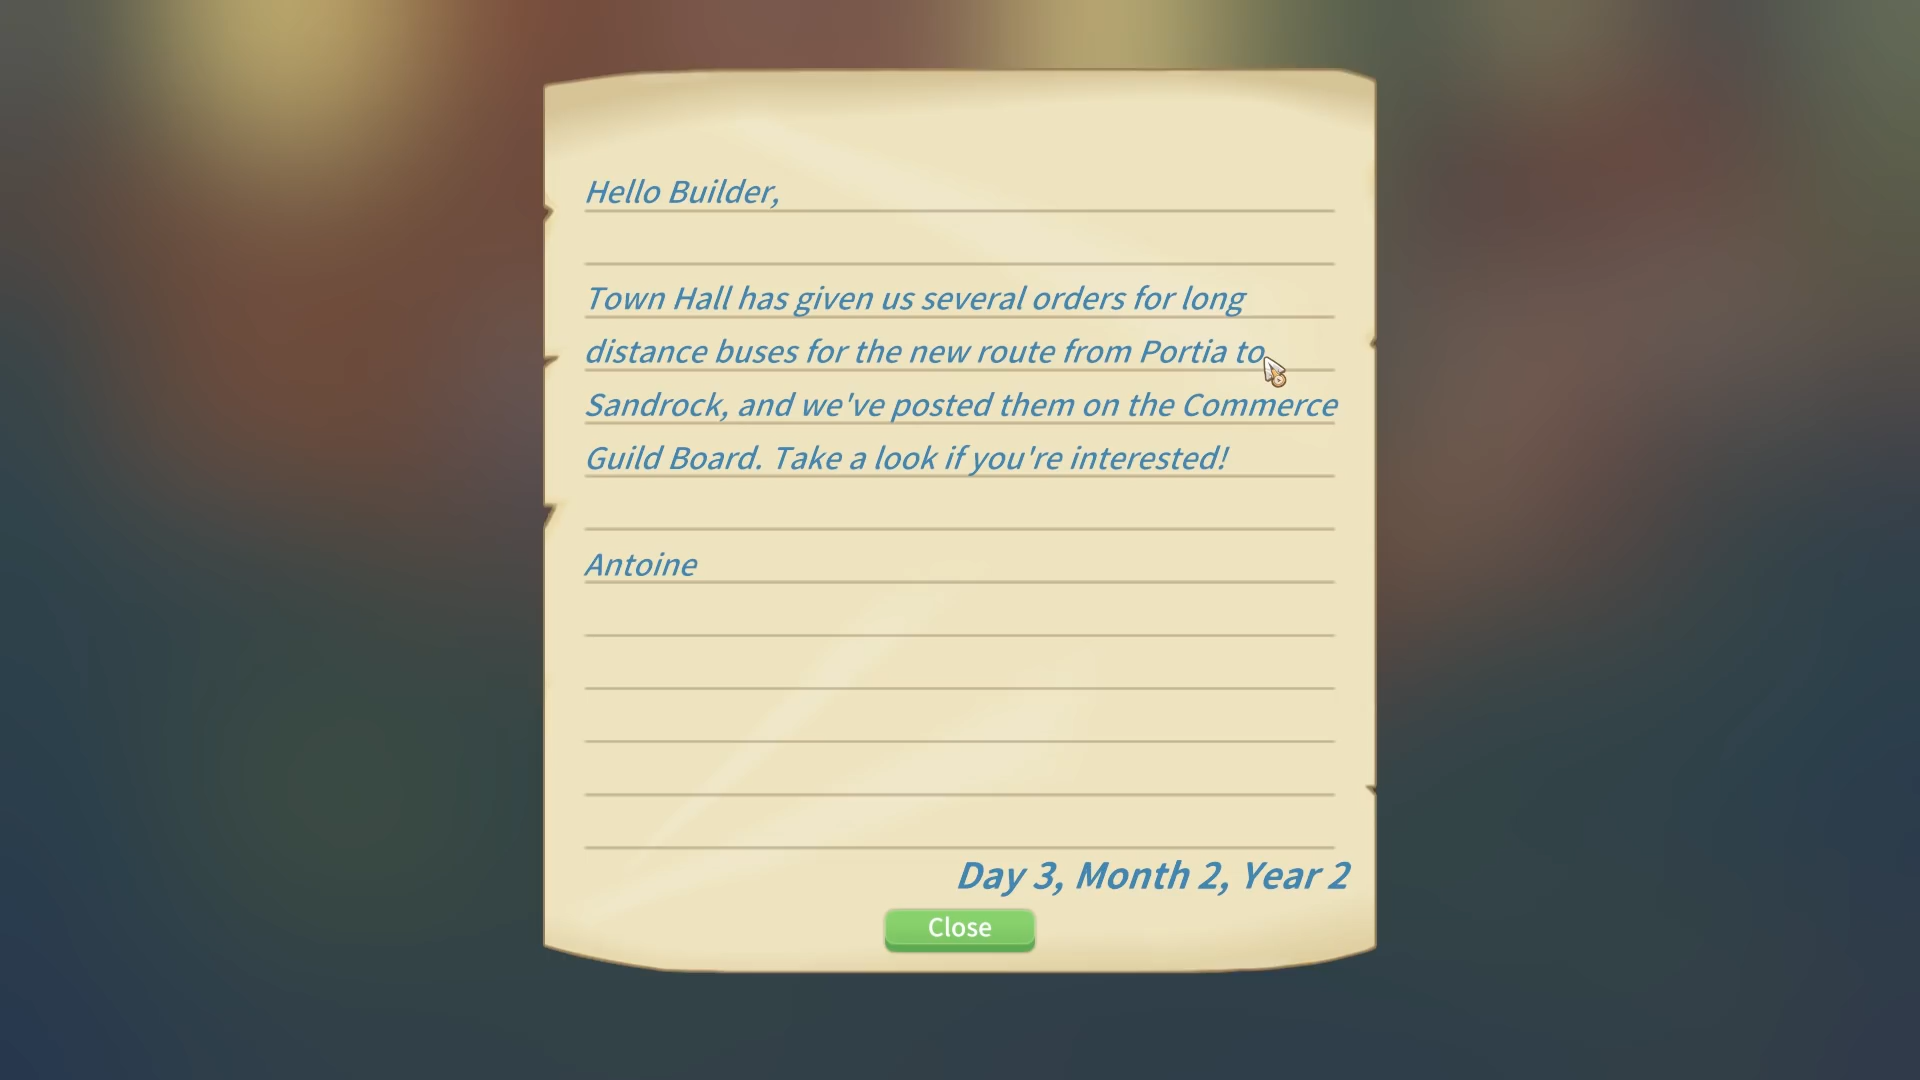 Hello Builder,
Town Hall has given us several orders for long
distance buses for the new route from Portia to
Sandrock, and we've posted them on the Commerce
Guild Board. Take a look if you're interested!
Antoine
Day 3, Month 2, Year 2
Close